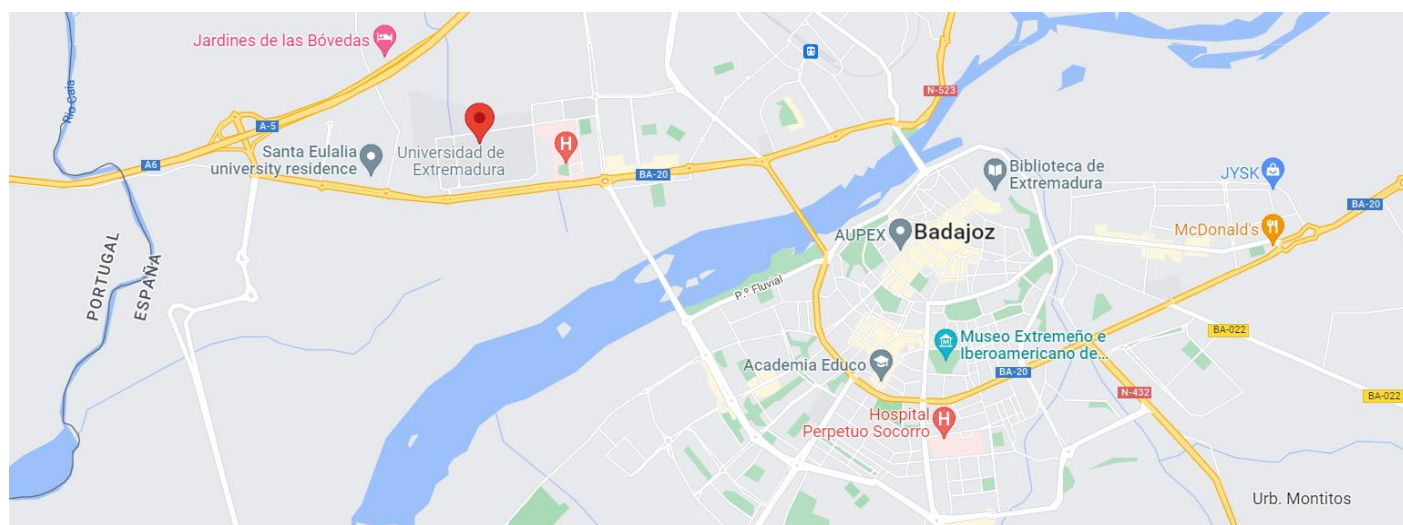 Jardines de las Bóvedas
Río Caia
A-5
A6
Santa Eulalia
university residence
Universidad de
Extremadura
H
BA-20
N-523
Biblioteca de
Extremadura
JYSK
BA-20
McDonald's
AUPEX
Badajoz
PORTUGAL
ESPAÑA
P.º Fluvial
BA-022
Museo Extremeño e
Iberoamericano de...
Academia Educo
BA-20
N-432
BA-022
Hospital
Perpetuo Socorro
H
Urb. Montitos